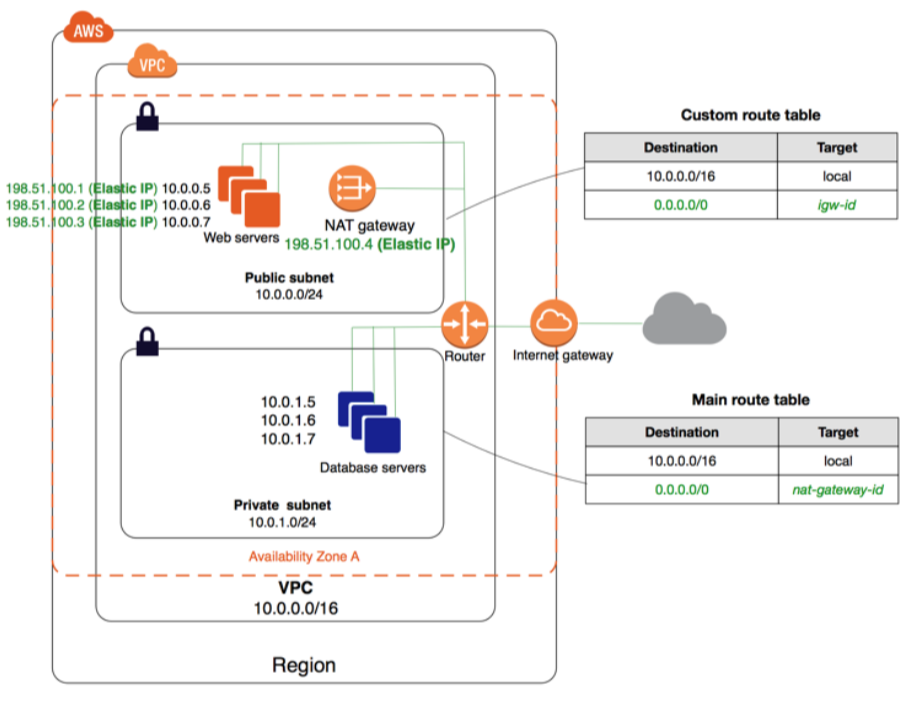 AWS
VPC
198.51.100.1 (Elastic IP) 10.0.0.5
198.51.100.2 (Elastic IP) 10.0.0.6
198.51.100.3 (Elastic IP) 10.0.0.7
Web servers
NAT gateway
198.51.100.4 (Elastic IP)
Public subnet
10.0.0.0/24
Custom route table
Destination Target
10.0.0.0/16 local
0.0.0.0/0 igw-id
Router
Internet gateway
10.0.1.5
10.0.1.6
10.0.1.7
Database servers
Private subnet
10.0.1.0/24
Main route table
Destination Target
10.0.0.0/16 local
0.0.0.0/0 nat-gateway-id
Availability Zone A
VPC
10.0.0.0/16
Region